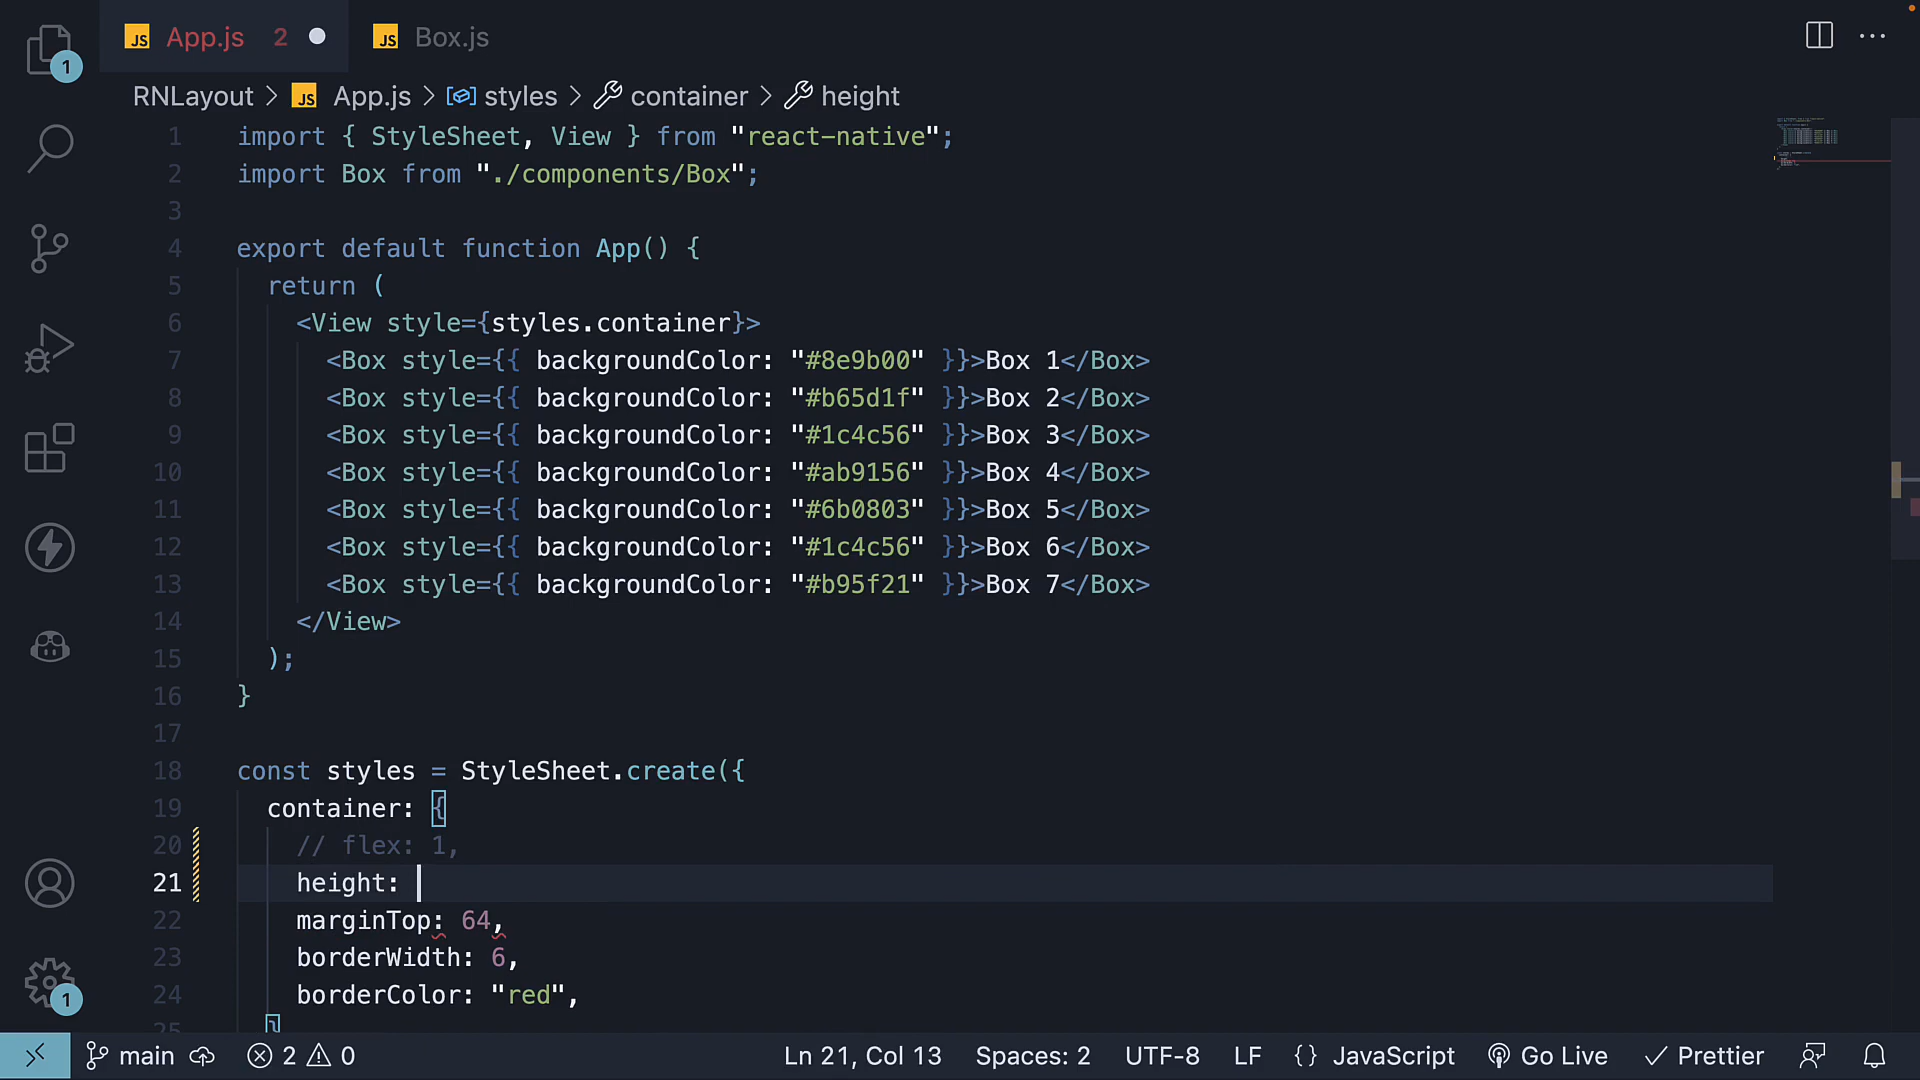 JS App.js 2 JS Box.js
1
RNLayout > JS App.js > styles > container > height
1 import { StyleSheet, View } from "react-native";
2 import Box from "./components/Box";
3
4 export default function App() {
5 return (
6 <View style={styles.container}>
7 <Box style={{ backgroundColor: "#8e9b00" }}>Box 1</Box>
8 <Box style={{ backgroundColor: "#b65d1f" }}>Box 2</Box>
9 <Box style={{ backgroundColor: "#1c4c56" }}>Box 3</Box>
10 <Box style={{ backgroundColor: "#ab9156" }}>Box 4</Box>
11 <Box style={{ backgroundColor: "#6b0803" }}>Box 5</Box>
12 <Box style={{ backgroundColor: "#1c4c56" }}>Box 6</Box>
13 <Box style={{ backgroundColor: "#b95f21" }}>Box 7</Box>
14 </View>
15 );
16 }
17
18 const styles = StyleSheet.create({
19 container: {
20 // flex: 1,
21 height:
22 marginTop: 64,
23 borderWidth: 6,
24 borderColor: "red",
1
25 }
main 2 0 Ln 21, Col 13 Spaces: 2 UTF-8 LF {} JavaScript Go Live Prettier